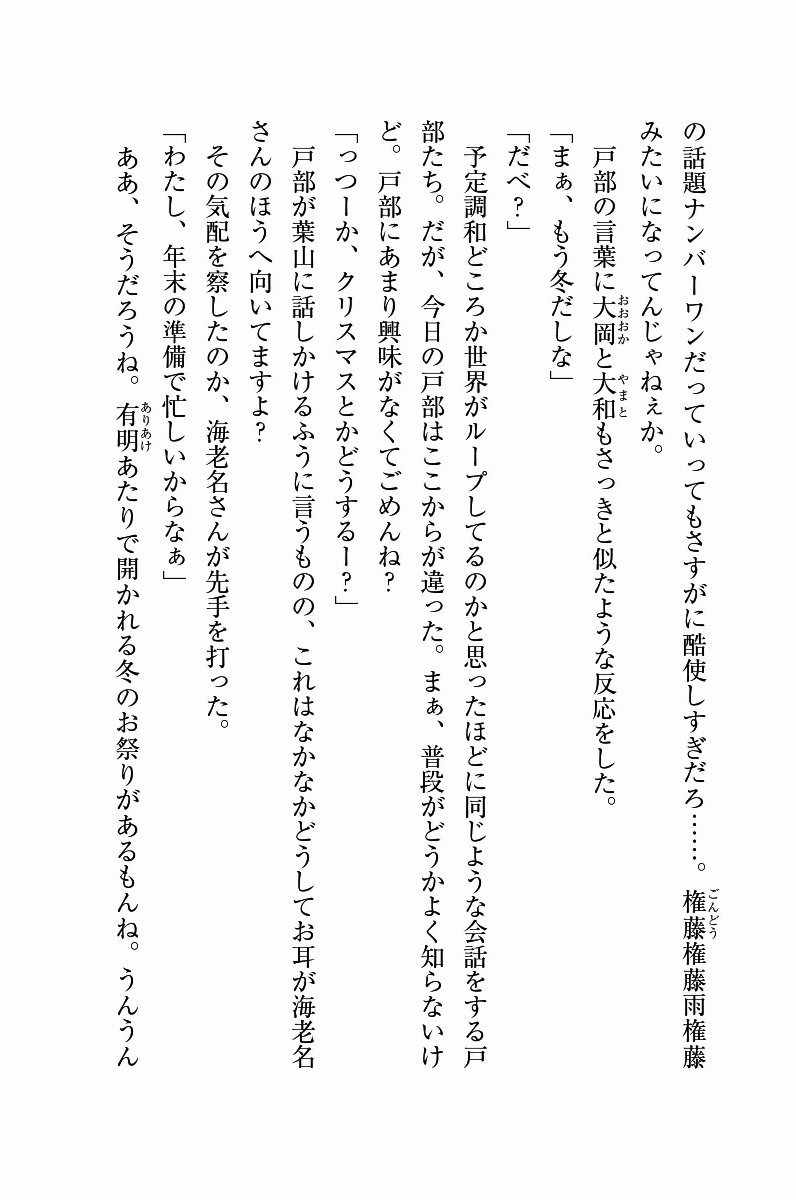 の話題ナンバーワンだっていってもさすがに酷使しすぎだろ……。権藤権藤雨権藤
ごんどう
みたいになってんじゃねぇか。
戸部の言葉に大岡と大和もさっきと似たような反応をした。
おおおか
やまと
「まぁ、もう冬だしな」
「だべ？」
予定調和どころか世界がループしてるのかと思ったほどに同じような会話をする戸
部たち。だが、今日の戸部はここからが違った。まぁ、普段がどうかよく知らないけ
ど。戸部にあまり興味がなくてごめんね？
「っつーか、クリスマスとかどうするー？」
戸部が葉山に話しかけるふうに言うものの、これはなかなかどうしてお耳が海老名
さんのほうへ向いてますよ？
その気配を察したのか、海老名さんが先手を打った。
「わたし、年末の準備で忙しいからなぁ」
ああ、そうだろうね。有明あたりで開かれる冬のお祭りがあるもんね。うんうん
ありあけ